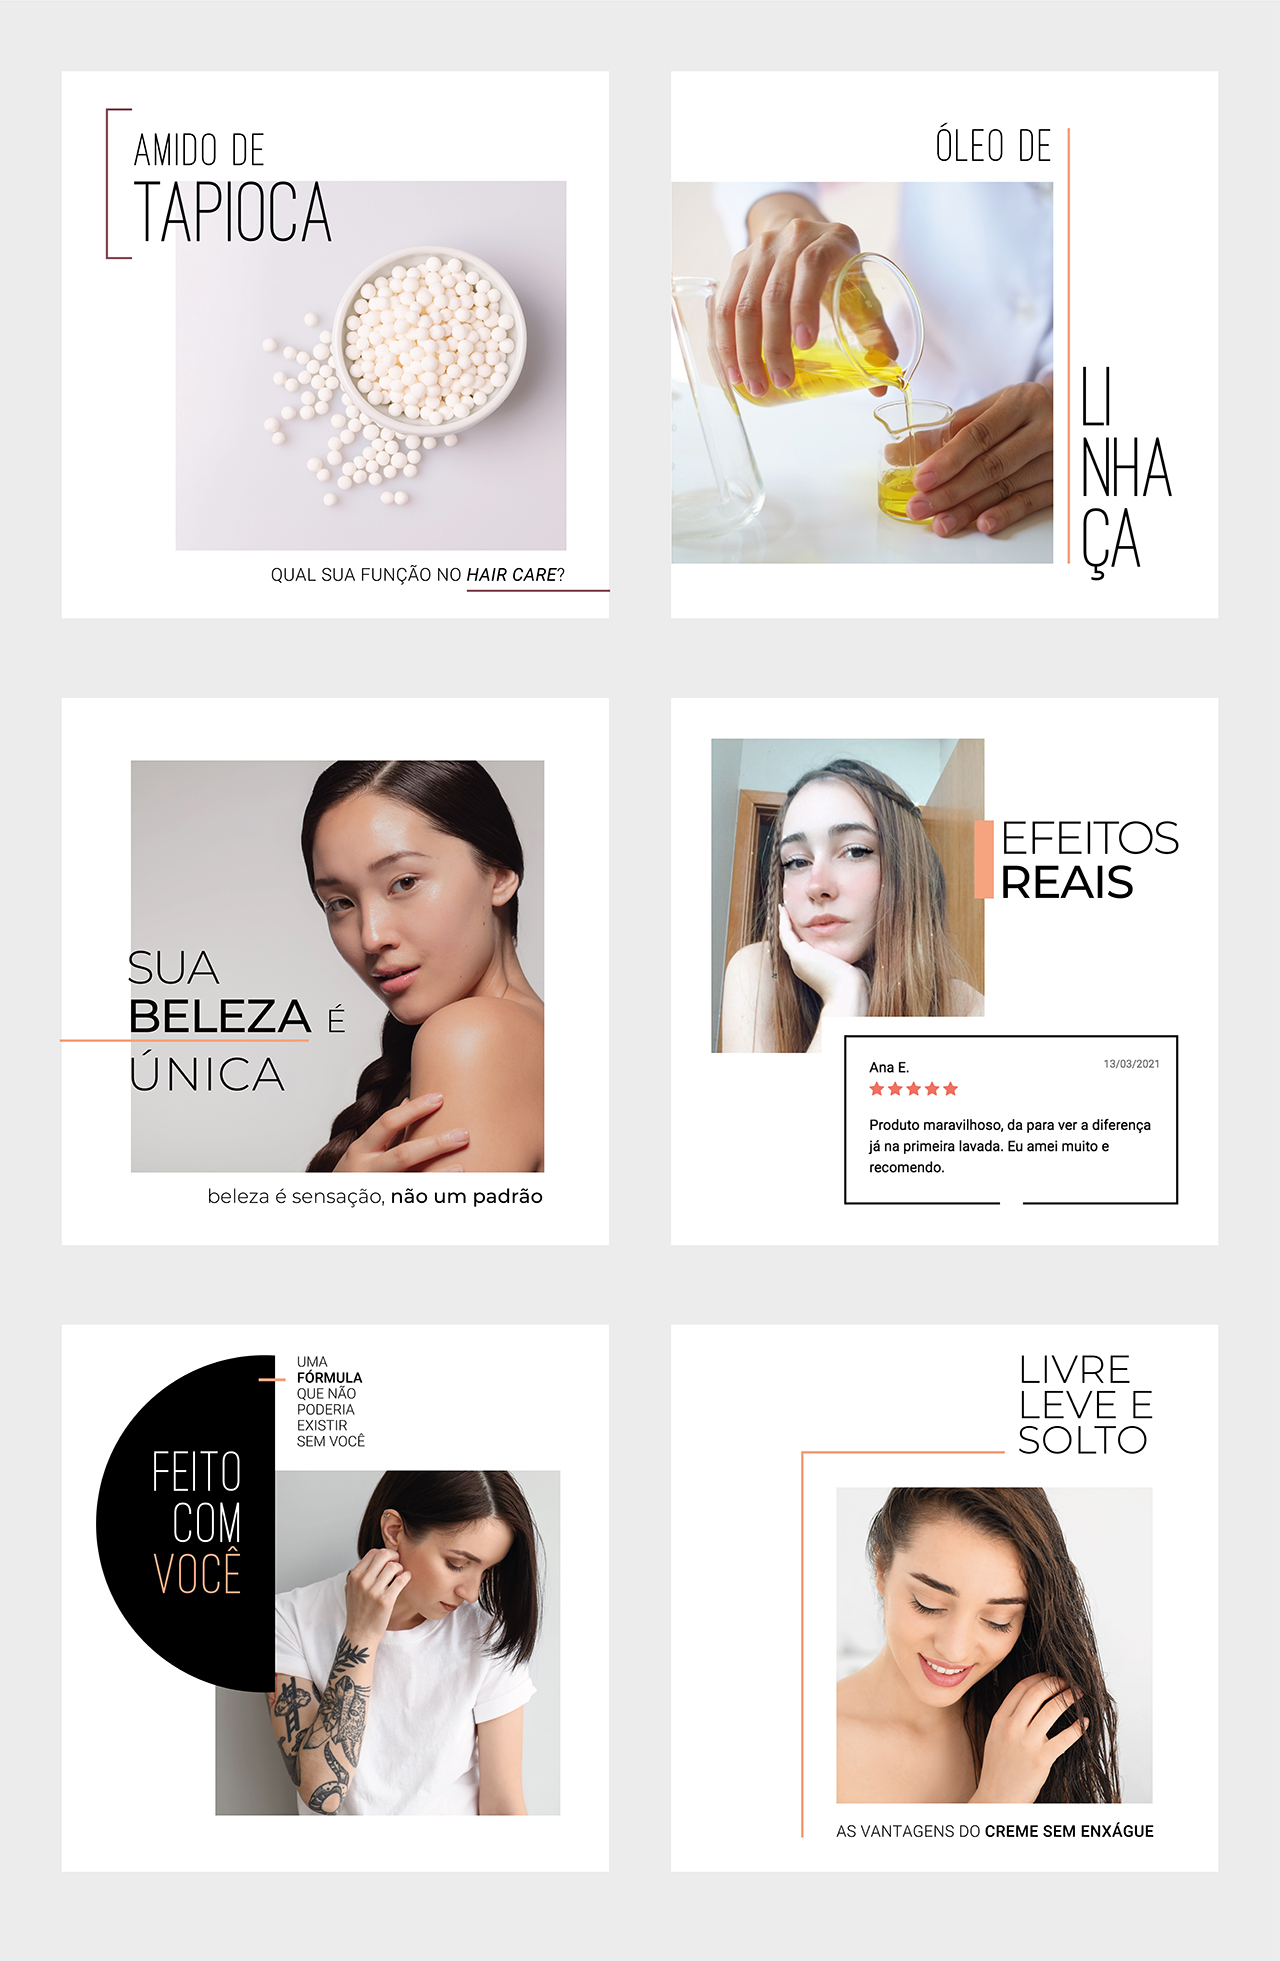 AMIDO DE
TAPIOCA
QUAL SUA FUNÇÃO NO HAIR CARE?
ÓLEO DE
LI
NHA
ÇA
SUA
BELEZA É
ÚNICA
beleza é sensação, não um padrão
EFEITOS
REAIS
Ana E.
13/03/2021
Produto maravilhoso, da para ver a diferença
já na primeira lavada. Eu amei muito e
recomendo.
UMA
FÓRMULA
QUE NÃO
PODERIA
EXISTIR
SEM VOCÊ
FEITO
COM
VOCÊ
LIVRE
LEVE E
SOLTO
AS VANTAGENS DO CREME SEM ENXÁGUE